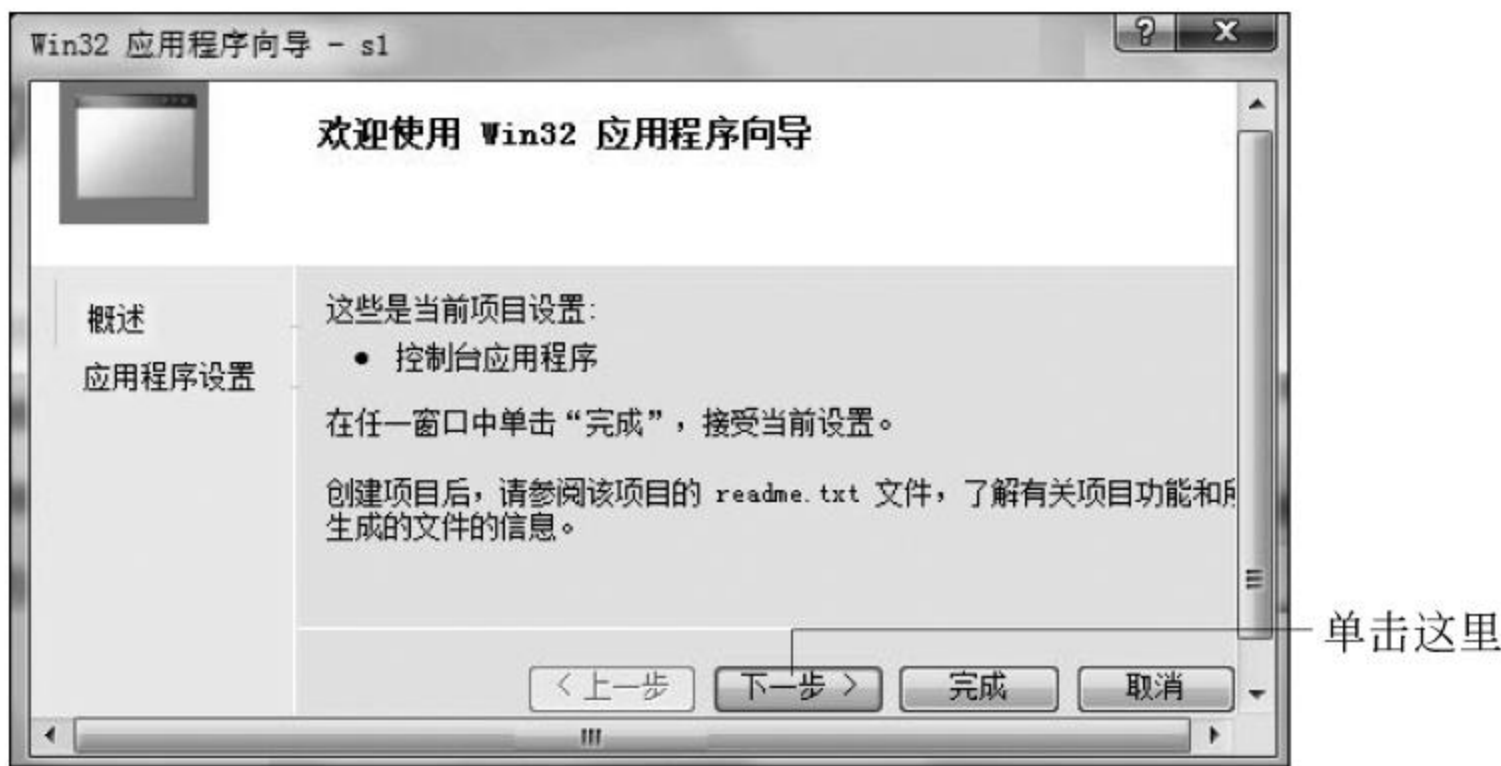 Win32 应用程序向导 - s1
欢迎使用 Win32 应用程序向导
概述
应用程序设置
这些是当前项目设置:
• 控制台应用程序
在任一窗口中单击“完成”，接受当前设置。
创建项目后，请参阅该项目的 readme.txt 文件，了解有关项目功能和所
生成的文件的信息。
单击这里
< 上一步
下一步 >
完成
取消